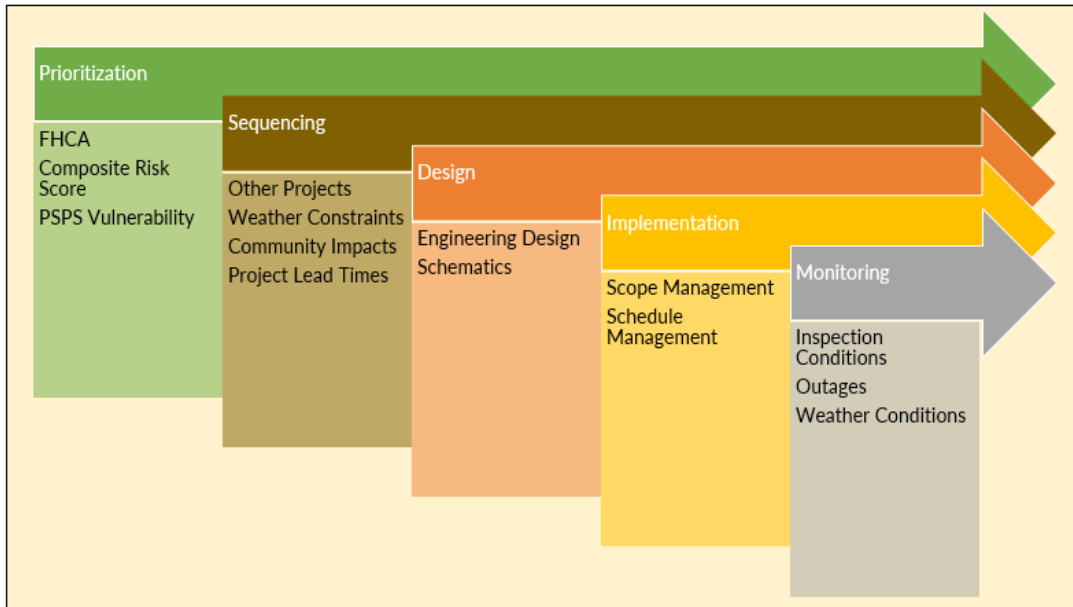 Prioritization
FHCA
Composite Risk
Score
PSPS Vulnerability
Sequencing
Other Projects
Weather Constraints
Community Impacts
Project Lead Times
Design
Engineering Design
Schematics
Implementation
Scope Management
Schedule
Management
Monitoring
Inspection
Conditions
Outages
Weather Conditions